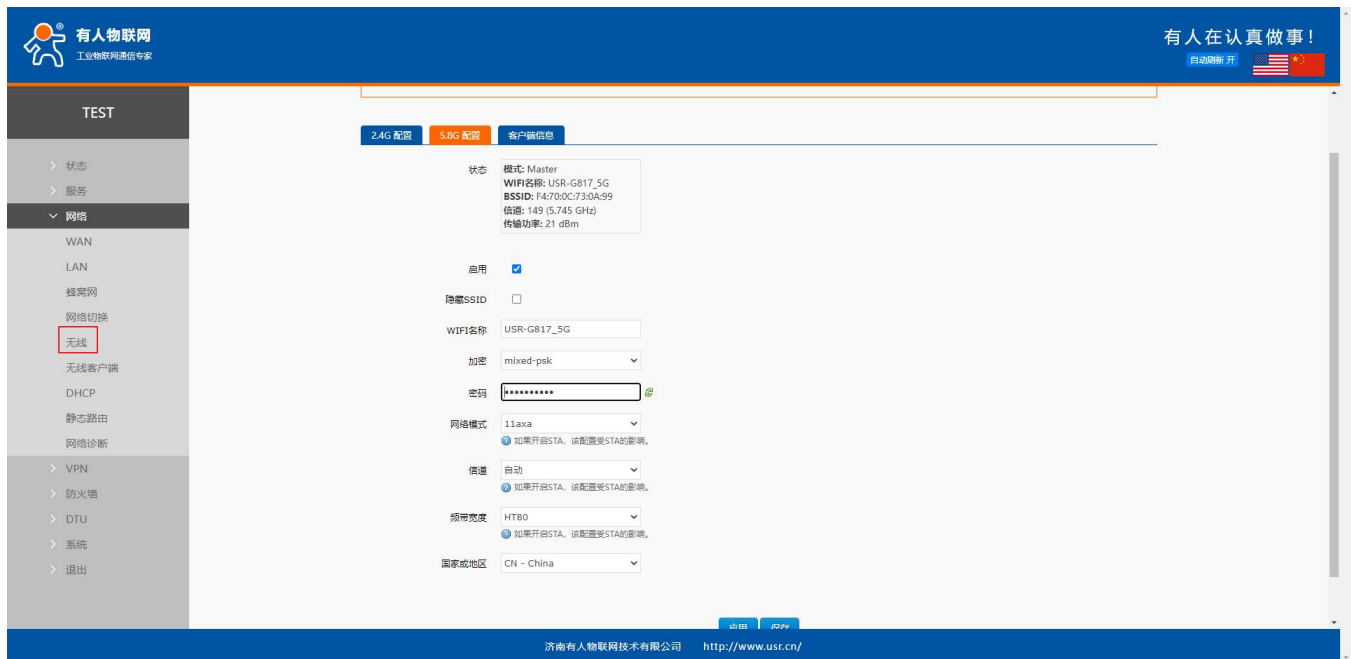 有人物联网
工业物联网通信专家
有人在认真做事！
自动刷新 开
TEST
状态
服务
网络
WAN
LAN
蜂窝网
网络切换
无线
无线客户端
DHCP
静态路由
网络诊断
VPN
防火墙
DTU
系统
退出
2.4G 配置 5.8G 配置 客户端信息
状态 模式: Master
WIFI名称: USR-G817_5G
BSSID: F4:70:0C:73:0A:99
信道: 149 (5.745 GHz)
传输功率: 21 dBm
启用
隐藏SSID
WIFI名称 USR-G817_5G
加密 mixed-psk
密码 ••••••••••
网络模式 11axa
如果开启STA，该配置受STA的影响。
信道 自动
如果开启STA，该配置受STA的影响。
频带宽度 HT80
如果开启STA，该配置受STA的影响。
国家或地区 CN - China
应用 保存
济南有人物联网技术有限公司 http://www.usr.cn/